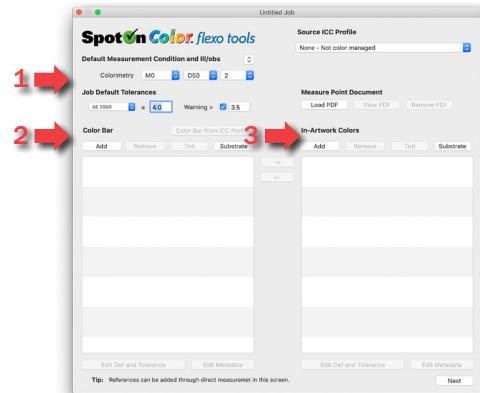 Untitled Job
SpotOn Color. flexo tools
Source ICC Profile
None - Not color managed
Default Measurement Condition and Ill/obs
1
Colorimetry M0 D50 2
Job Default Tolerances
ΔE 2000 ≤ 4.0 Warning > 3.5
Measure Point Document
Load PDF View PDF Remove PDF
2
Color Bar Color Bar from ICC Profile
3
In-Artwork Colors
Add Remove Tint Substrate
Add Remove Tint Substrate
->
<-
Edit Def and Tolerance Edit Metadata
Edit Def and Tolerance Edit Metadata
Tip: References can be added through direct measuremet in this screen.
Next